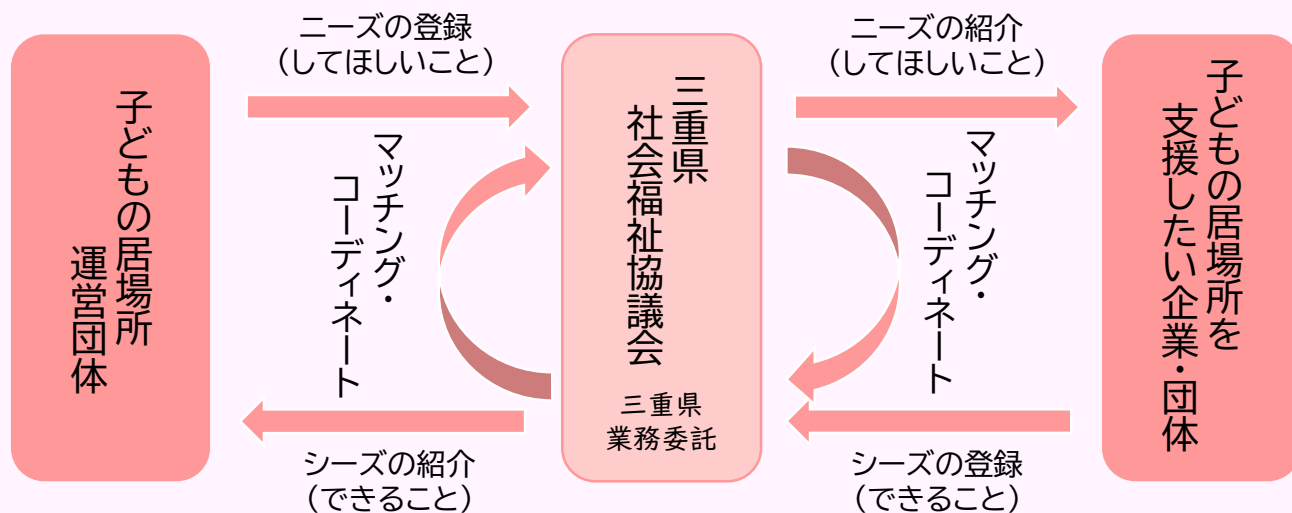 子どもの居場所
運営団体
ニーズの登録
(してほしいこと)
マッチング・
コーディネート
シーズの紹介
(できること)
三重県
社会福祉協議会
三重県
業務委託
ニーズの紹介
(してほしいこと)
マッチング・
コーディネート
シーズの登録
(できること)
子どもの居場所を
支援したい企業・団体